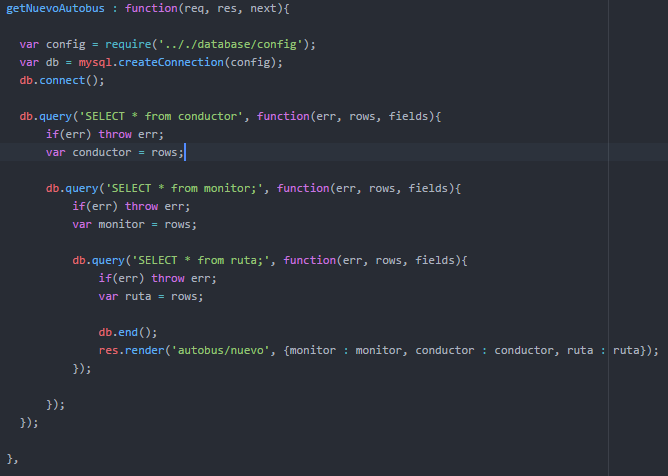 getNuevoAutobus : function(req, res, next){
var config = require('.././database/config');
var db = mysql.createConnection(config);
db.connect();
db.query('SELECT * from conductor', function(err, rows, fields){
if(err) throw err;
var conductor = rows;
db.query('SELECT * from monitor;', function(err, rows, fields){
if(err) throw err;
var monitor = rows;
db.query('SELECT * from ruta;', function(err, rows, fields){
if(err) throw err;
var ruta = rows;
db.end();
res.render('autobus/nuevo', {monitor : monitor, conductor : conductor, ruta : ruta});
});
});
});
},